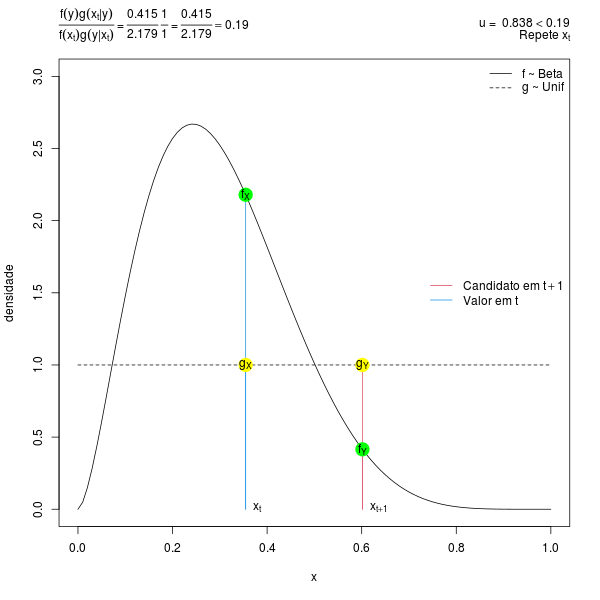 f(y)g(xt|y) / f(xt)g(y|xt) = 0.415 1 / 2.179 1 = 0.415 / 2.179 = 0.19
u = 0.838 < 0.19
Repete xt
3.0
2.5
2.0
1.5
1.0
0.5
0.0
densidade
f ~ Beta
g ~ Unif
fX
Candidato em t+1
Valor em t
gX
gY
fY
xt
xt+1
0.0 0.2 0.4 0.6 0.8 1.0
x